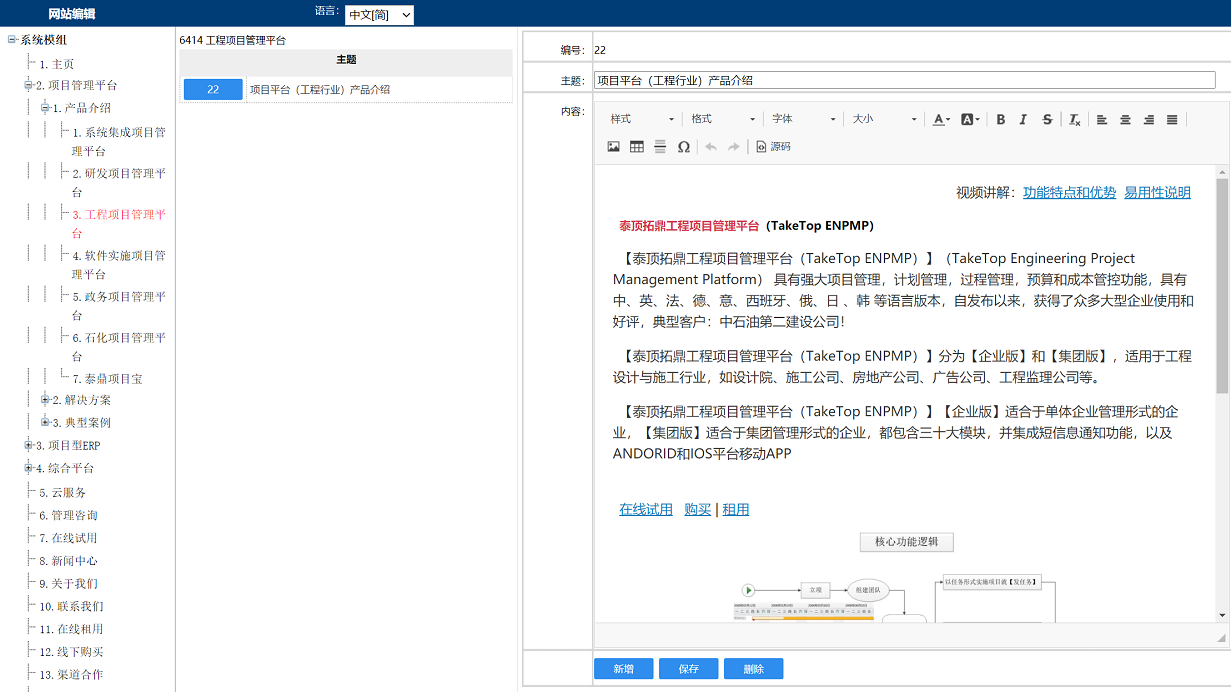 网站编辑
语言:
中文[简]
系统模组
1.主页
2.项目管理平台
1.产品介绍
1.系统集成项目管
理平台
2.研发项目管理平
台
3.工程项目管理平
台
4.软件实施项目管
理平台
5.政务项目管理平
台
6.石化项目管理平
台
7.泰鼎项目宝
2.解决方案
3.典型案例
3.项目型ERP
4.综合平台
5.云服务
6.管理咨询
7.在线试用
8.新闻中心
9.关于我们
10.联系我们
11.在线租用
12.线下购买
13.渠道合作
6414 工程项目管理平台
主题
22 项目平台（工程行业）产品介绍
编号: 22
主题: 项目平台（工程行业）产品介绍
内容:
样式 格式 字体 大小
源码
视频讲解：功能特点和优势 易用性说明
泰顶拓鼎工程项目管理平台（TakeTop ENPMP)
【泰顶拓鼎工程项目管理平台（TakeTop ENPMP）】（TakeTop Engineering Project
Management Platform） 具有强大项目管理，计划管理，过程管理，预算和成本管控功能，具有
中、英、法、德、意、西班牙、俄、日 、韩 等语言版本，自发布以来，获得了众多大型企业使用和
好评，典型客户：中石油第二建设公司！
【泰顶拓鼎工程项目管理平台（TakeTop ENPMP）】分为【企业版】和【集团版】，适用于工程
设计与施工行业，如设计院、施工公司、房地产公司、广告公司、工程监理公司等。
【泰顶拓鼎工程项目管理平台（TakeTop ENPMP）】【企业版】适合于单体企业管理形式的企
业，【集团版】适合于集团管理形式的企业，都包含三十大模块，并集成短信息通知功能，以及
ANDORID和IOS平台移动APP
在线试用 购买 | 租用
核心功能逻辑
立项
组建团队
以任务形式实施项目就【发任务】
新增 保存 删除